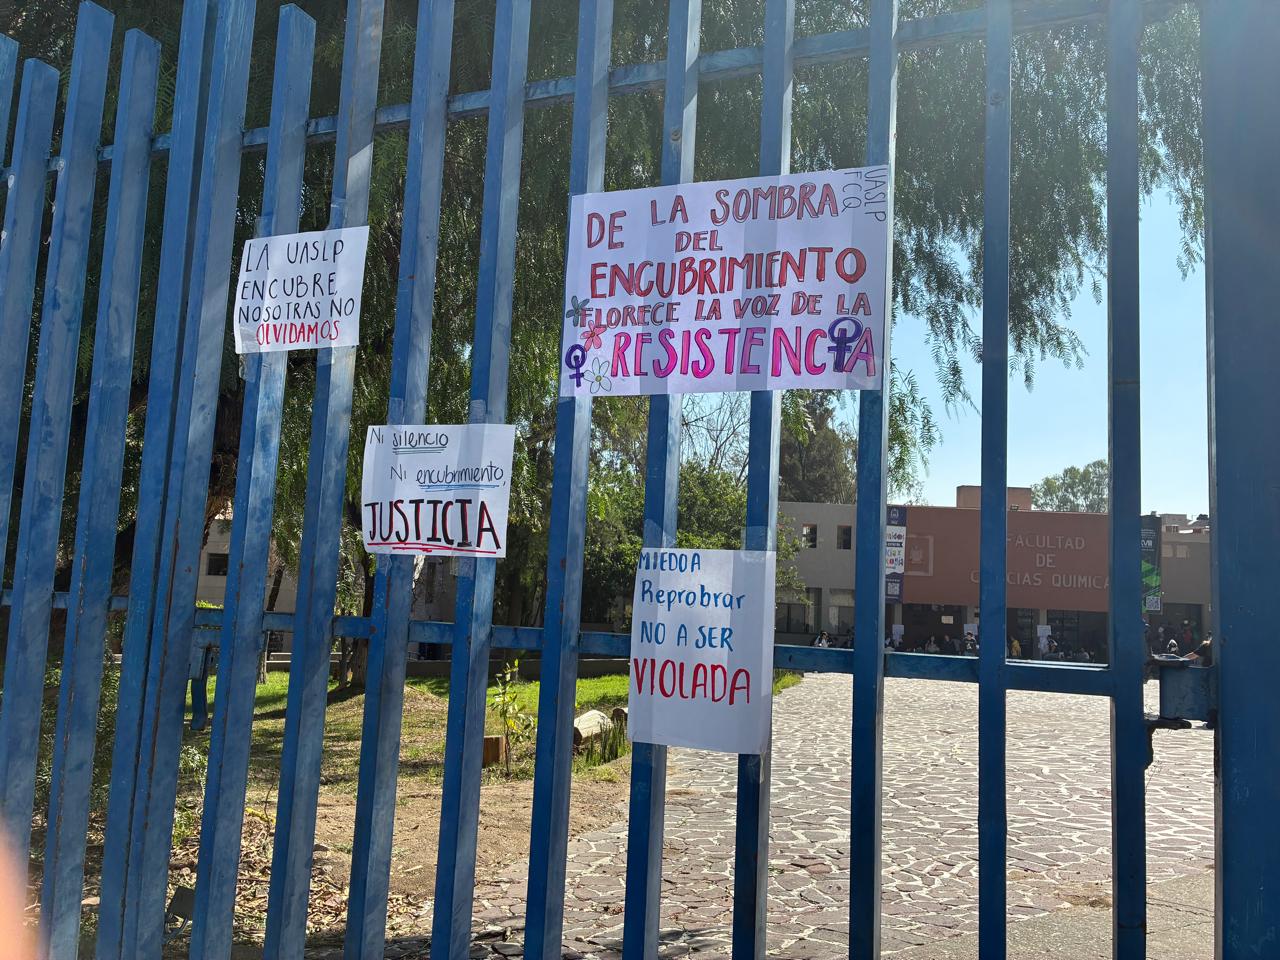 LA UASLP
ENCUBRE,
NOSOTRAS NO
OLVIDAMOS
DE LA SOMBRA
DEL
ENCUBRIMIENTO
FLORECE LA VOZ DE LA
RESISTENCIA
UASLP
FCQ
Ni silencio
Ni encubrimiento,
JUSTICIA
MIEDO A
Reprobrar
NO A SER
VIOLADA
FACULTAD
DE
CIENCIAS QUIMICA